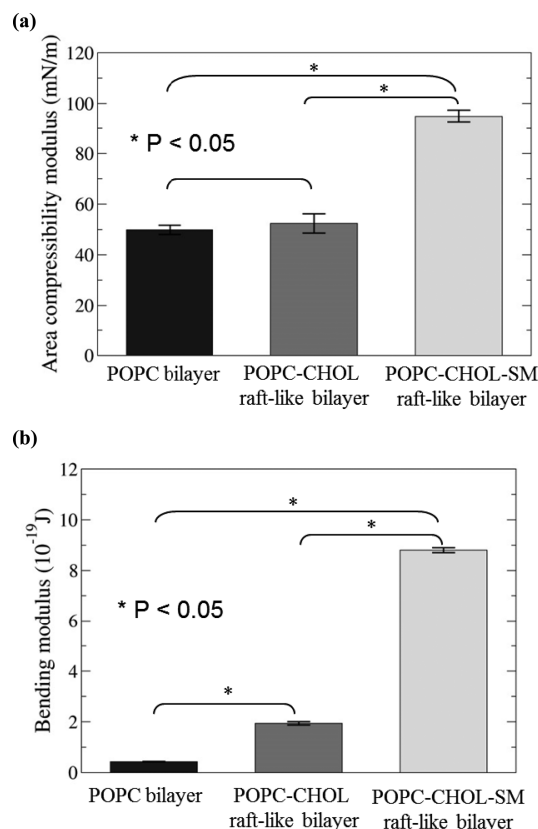 (a)
Area compressibility modulus (mN/m)
120
100
80
60
40
20
0
*
*
* P < 0.05
POPC bilayer
POPC-CHOL
raft-like bilayer
POPC-CHOL-SM
raft-like bilayer
(b)
Bending modulus (10⁻¹⁹J)
12
10
8
6
4
2
0
*
*
* P < 0.05
*
POPC bilayer
POPC-CHOL
raft-like bilayer
POPC-CHOL-SM
raft-like bilayer